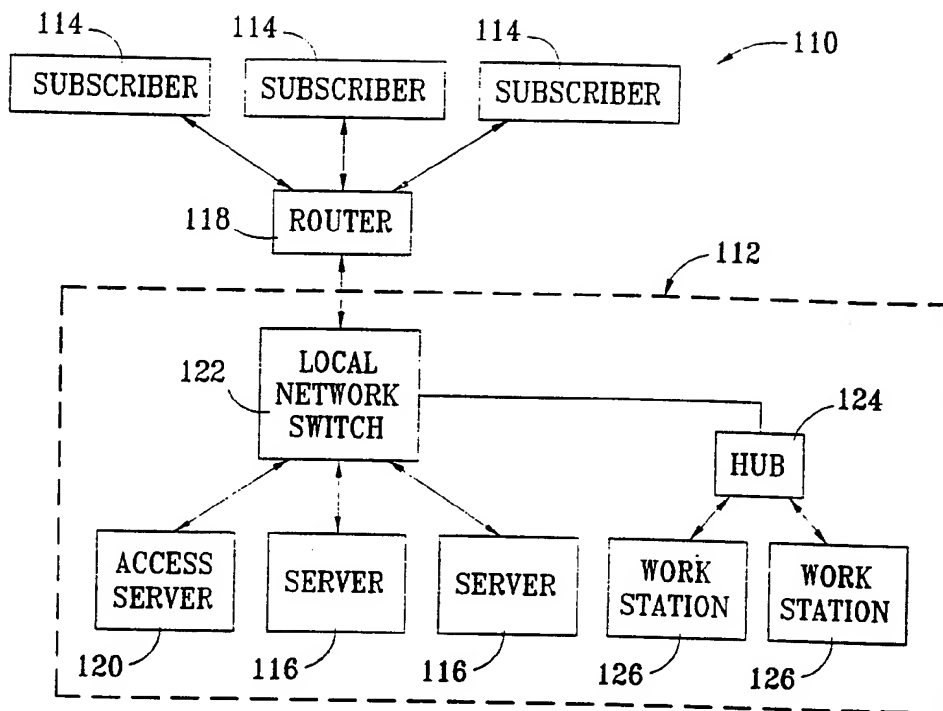 114 114 114 110
SUBSCRIBER SUBSCRIBER SUBSCRIBER
118 ROUTER
112
122
LOCAL
NETWORK
SWITCH
124
HUB
ACCESS
SERVER
SERVER
SERVER
WORK
STATION
WORK
STATION
120 116 116 126 126